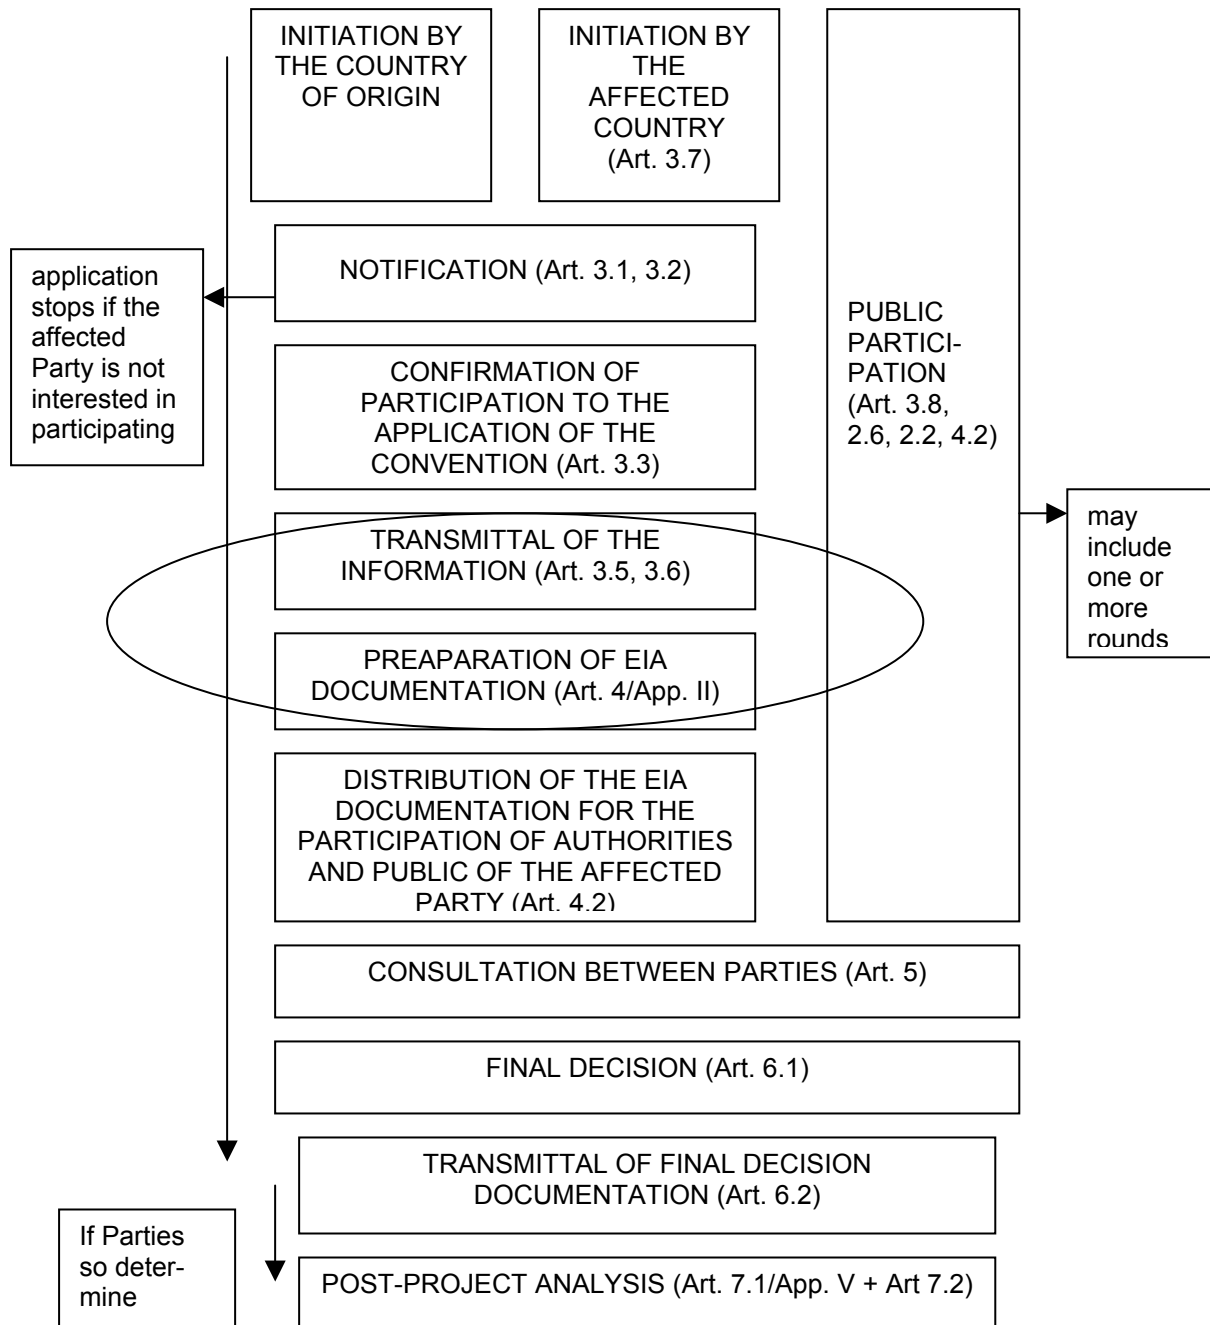 INITIATION BY
THE COUNTRY
OF ORIGIN
INITIATION BY
THE
AFFECTED
COUNTRY
(Art. 3.7)
NOTIFICATION (Art. 3.1, 3.2)
application
stops if the
affected
Party is not
interested in
participating
PUBLIC
PARTICI-
PATION
(Art. 3.8,
2.6, 2.2, 4.2)
CONFIRMATION OF
PARTICIPATION TO THE
APPLICATION OF THE
CONVENTION (Art. 3.3)
may
include
one or
more
rounds
TRANSMITTAL OF THE
INFORMATION (Art. 3.5, 3.6)
PREAPARATION OF EIA
DOCUMENTATION (Art. 4/App. II)
DISTRIBUTION OF THE EIA
DOCUMENTATION FOR THE
PARTICIPATION OF AUTHORITIES
AND PUBLIC OF THE AFFECTED
PARTY (Art. 4.2)
CONSULTATION BETWEEN PARTIES (Art. 5)
FINAL DECISION (Art. 6.1)
TRANSMITTAL OF FINAL DECISION
DOCUMENTATION (Art. 6.2)
If Parties
so deter-
mine
POST-PROJECT ANALYSIS (Art. 7.1/App. V + Art 7.2)